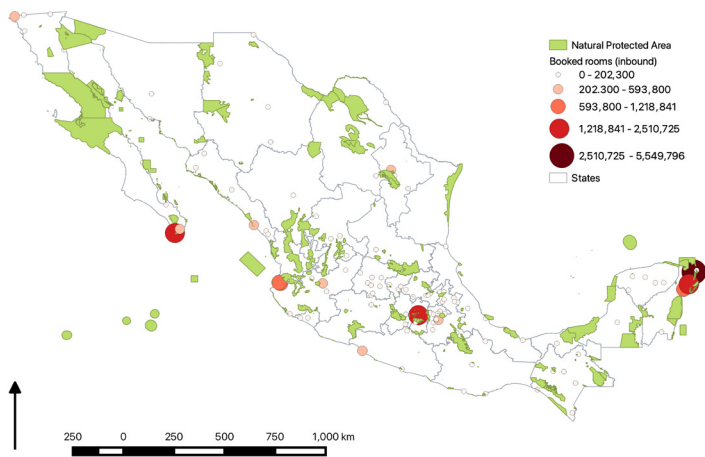 Natural Protected Area
Booked rooms (inbound)
0 - 202,300
202.300 - 593,800
593,800 - 1,218,841
1,218,841 - 2,510,725
2,510,725 - 5,549,796
States
250 0 250 500 750 1,000 km